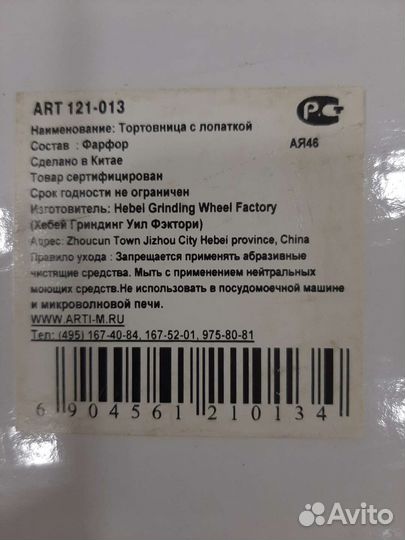 ART 121-013
РСТ
АЯ46
Наименование: Тортовница с лопаткой
Состав : Фарфор
Сделано в Китае
Товар сертифицирован
Срок годности не ограничен
Изготовитель: Hebei Grinding Wheel Factory
(Хебей Гриндинг Уил Фэктори)
Адрес: Zhoucun Town Jizhou City Hebei province, China
Правило ухода : Запрещается применять абразивные
чистящие средства. Мыть с применением нейтральных
моющих средств.Не использовать в посудомоечной машине
и микроволновой печи.
WWW.ARTI-M.RU
Тел: (495) 167-40-84, 167-52-01, 975-80-81
6 904561 210134
Avito